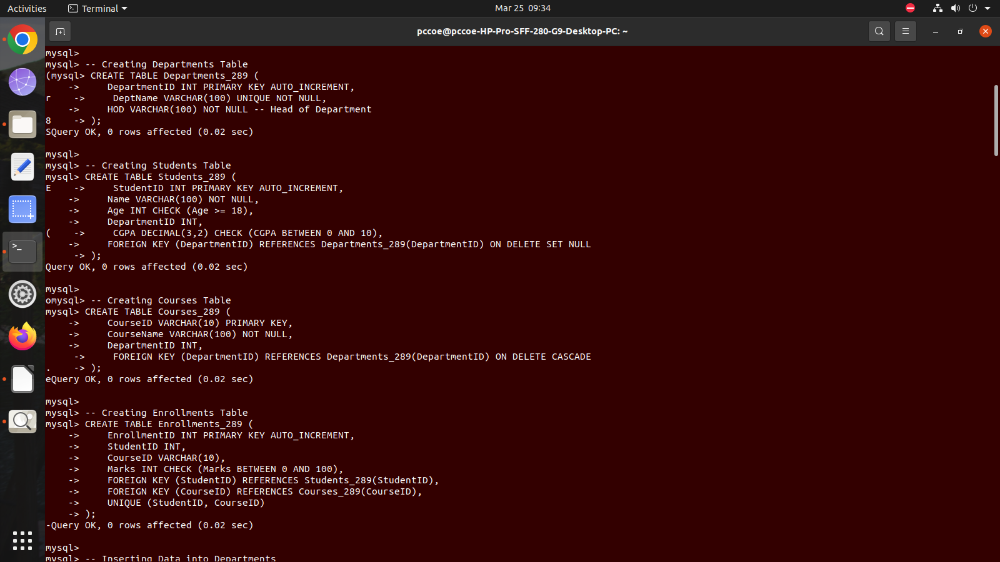 Activities
Terminal
Mar 25 09:34
pccoe@pccoe-HP-Pro-SFF-280-G9-Desktop-PC: ~
mysql>
mysql> -- Creating Departments Table
(mysql> CREATE TABLE Departments_289 (
    ->     DepartmentID INT PRIMARY KEY AUTO_INCREMENT,
r    ->     DeptName VARCHAR(100) UNIQUE NOT NULL,
    ->     HOD VARCHAR(100) NOT NULL -- Head of Department
8    -> );
SQuery OK, 0 rows affected (0.02 sec)
mysql>
mysql> -- Creating Students Table
mysql> CREATE TABLE Students_289 (
E    ->     StudentID INT PRIMARY KEY AUTO_INCREMENT,
    ->     Name VARCHAR(100) NOT NULL,
    ->     Age INT CHECK (Age >= 18),
    ->     DepartmentID INT,
(    ->     CGPA DECIMAL(3,2) CHECK (CGPA BETWEEN 0 AND 10),
    ->     FOREIGN KEY (DepartmentID) REFERENCES Departments_289(DepartmentID) ON DELETE SET NULL
     -> );
Query OK, 0 rows affected (0.02 sec)
mysql>
omysql> -- Creating Courses Table
mysql> CREATE TABLE Courses_289 (
    ->     CourseID VARCHAR(10) PRIMARY KEY,
    ->     CourseName VARCHAR(100) NOT NULL,
    ->     DepartmentID INT,
     ->     FOREIGN KEY (DepartmentID) REFERENCES Departments_289(DepartmentID) ON DELETE CASCADE
.    -> );
eQuery OK, 0 rows affected (0.02 sec)
mysql>
mysql> -- Creating Enrollments Table
mysql> CREATE TABLE Enrollments_289 (
    ->     EnrollmentID INT PRIMARY KEY AUTO_INCREMENT,
    ->     StudentID INT,
    ->     CourseID VARCHAR(10),
    ->     Marks INT CHECK (Marks BETWEEN 0 AND 100),
    ->     FOREIGN KEY (StudentID) REFERENCES Students_289(StudentID),
    ->     FOREIGN KEY (CourseID) REFERENCES Courses_289(CourseID),
    ->     UNIQUE (StudentID, CourseID)
    -> );
-Query OK, 0 rows affected (0.02 sec)
mysql>
mysql> -- Inserting Data into Departments